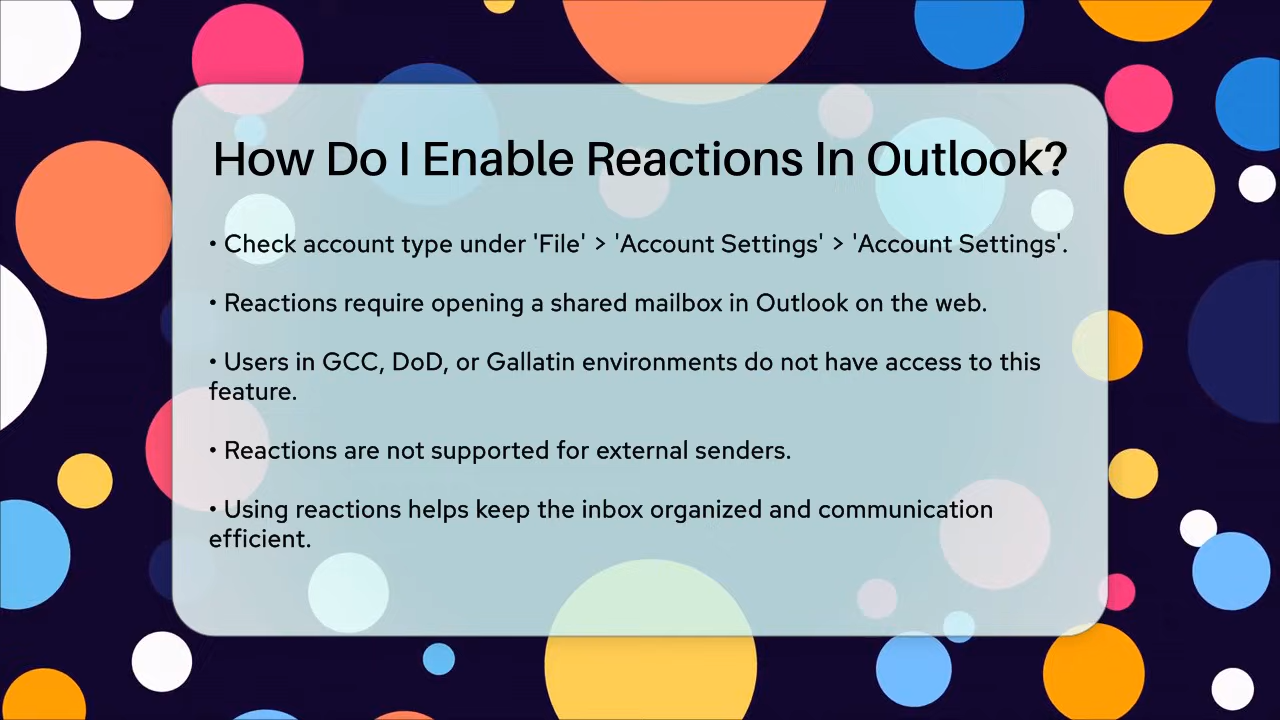 How Do I Enable Reactions In Outlook?
• Check account type under 'File' > 'Account Settings' > 'Account Settings'.
• Reactions require opening a shared mailbox in Outlook on the web.
• Users in GCC, DoD, or Gallatin environments do not have access to this
feature.
• Reactions are not supported for external senders.
• Using reactions helps keep the inbox organized and communication
efficient.